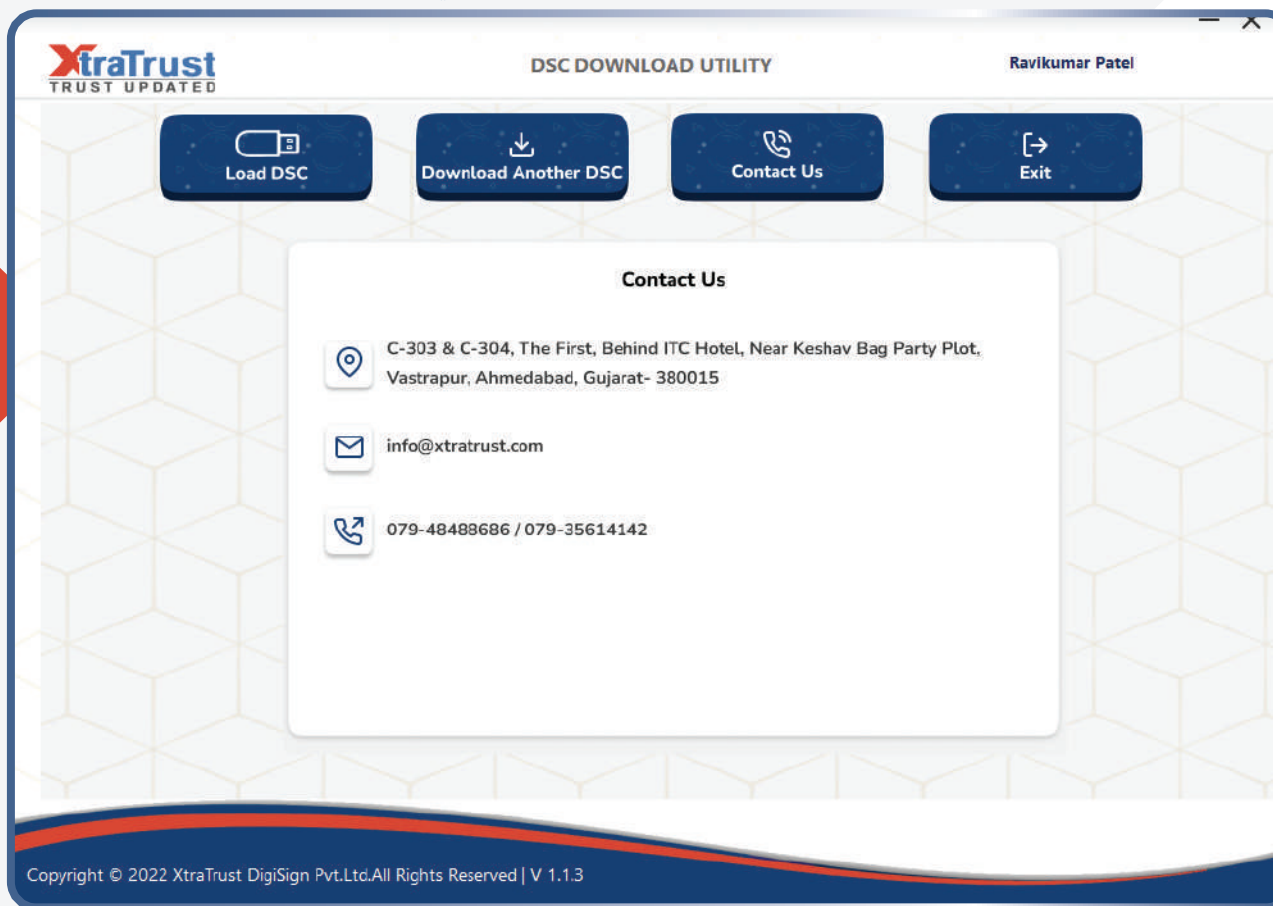 XtraTrust
TRUST UPDATED
DSC DOWNLOAD UTILITY
Ravikumar Patel
Load DSC
Download Another DSC
Contact Us
Exit
Contact Us
C-303 & C-304, The First, Behind ITC Hotel, Near Keshav Bag Party Plot,
Vastrapur, Ahmedabad, Gujarat- 380015
info@xtratrust.com
079-48488686 / 079-35614142
Copyright © 2022 XtraTrust DigiSign Pvt.Ltd.All Rights Reserved | V 1.1.3